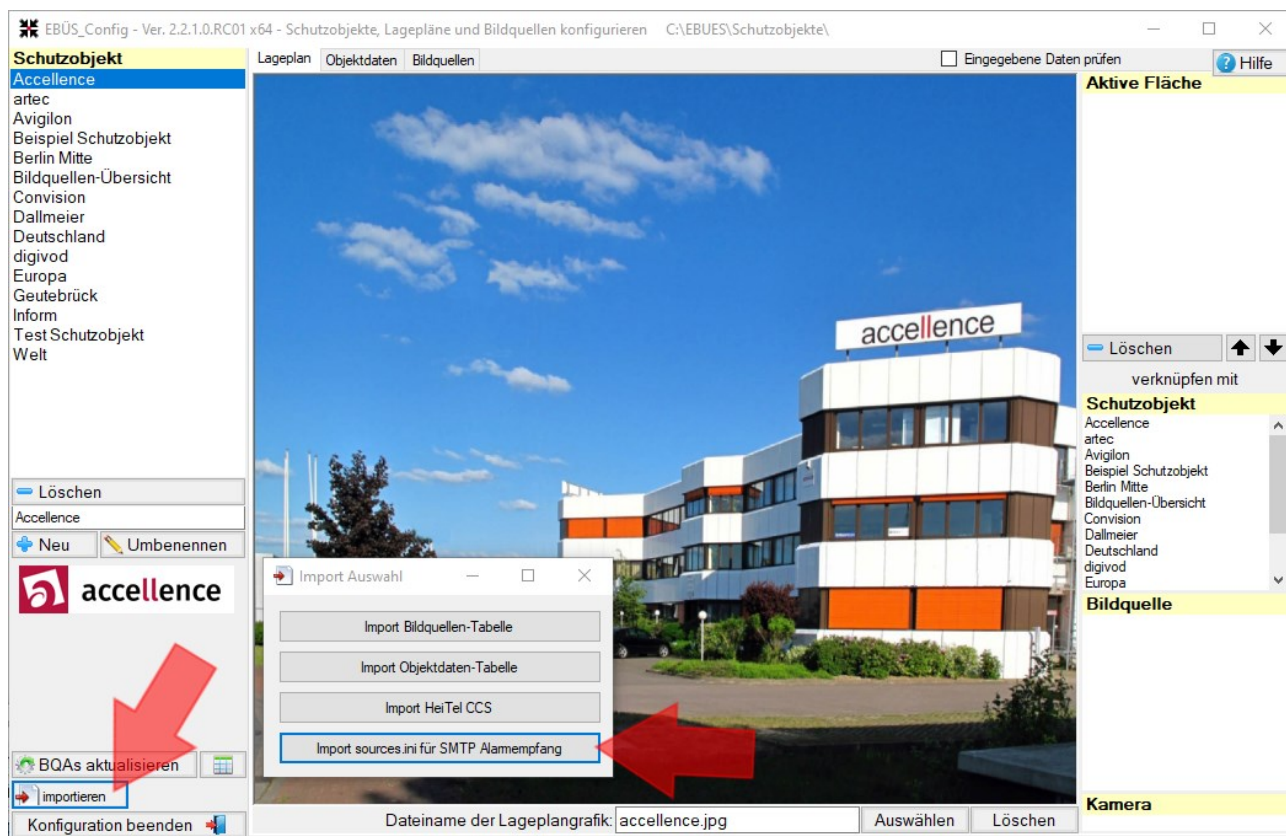 EBÜS_Config - Ver. 2.2.1.0.RC01 x64 - Schutzobjekte, Lagepläne und Bildquellen konfigurieren C:\EBUES\Schutzobjekte\
Schutzobjekt
Accellence
artec
Avigilon
Beispiel Schutzobjekt
Berlin Mitte
Bildquellen-Übersicht
Convision
Dallmeier
Deutschland
digivod
Europa
Geutebrück
Inform
Test Schutzobjekt
Welt
Löschen
Accellence
Neu
Umbenennen
accellence
BQAs aktualisieren
importieren
Konfiguration beenden
Lageplan
Objektdaten
Bildquellen
Eingegebene Daten prüfen
Hilfe
accellence
Import Auswahl
Import Bildquellen-Tabelle
Import Objektdaten-Tabelle
Import HeiTel CCS
Import sources.ini für SMTP Alarmempfang
Dateiname der Lageplangrafik:
accellence.jpg
Auswählen
Löschen
Aktive Fläche
Löschen
verknüpfen mit
Schutzobjekt
Accellence
artec
Avigilon
Beispiel Schutzobjekt
Berlin Mitte
Bildquellen-Übersicht
Convision
Dallmeier
Deutschland
digivod
Europa
Bildquelle
Kamera